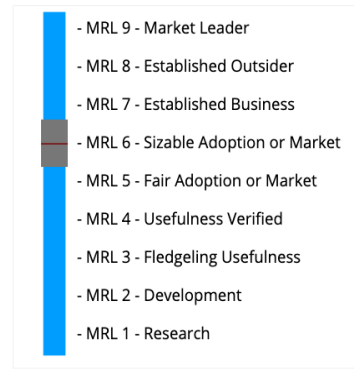 - MRL 9 - Market Leader
- MRL 8 - Established Outsider
- MRL 7 - Established Business
- MRL 6 - Sizable Adoption or Market
- MRL 5 - Fair Adoption or Market
- MRL 4 - Usefulness Verified
- MRL 3 - Fledgeling Usefulness
- MRL 2 - Development
- MRL 1 - Research